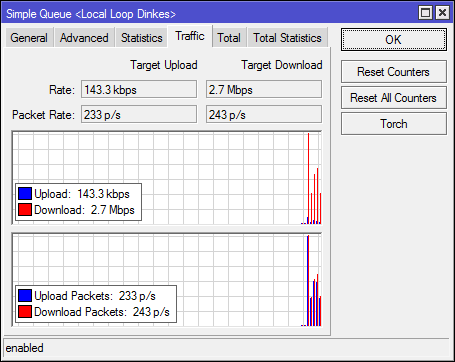 Simple Queue <Local Loop Dinkes>
General Advanced Statistics Traffic Total Total Statistics
OK
Target Upload Target Download
Reset Counters
Rate: 143.3 kbps 2.7 Mbps
Reset All Counters
Packet Rate: 233 p/s 243 p/s
Torch
Upload: 143.3 kbps
Download: 2.7 Mbps
Upload Packets: 233 p/s
Download Packets: 243 p/s
enabled